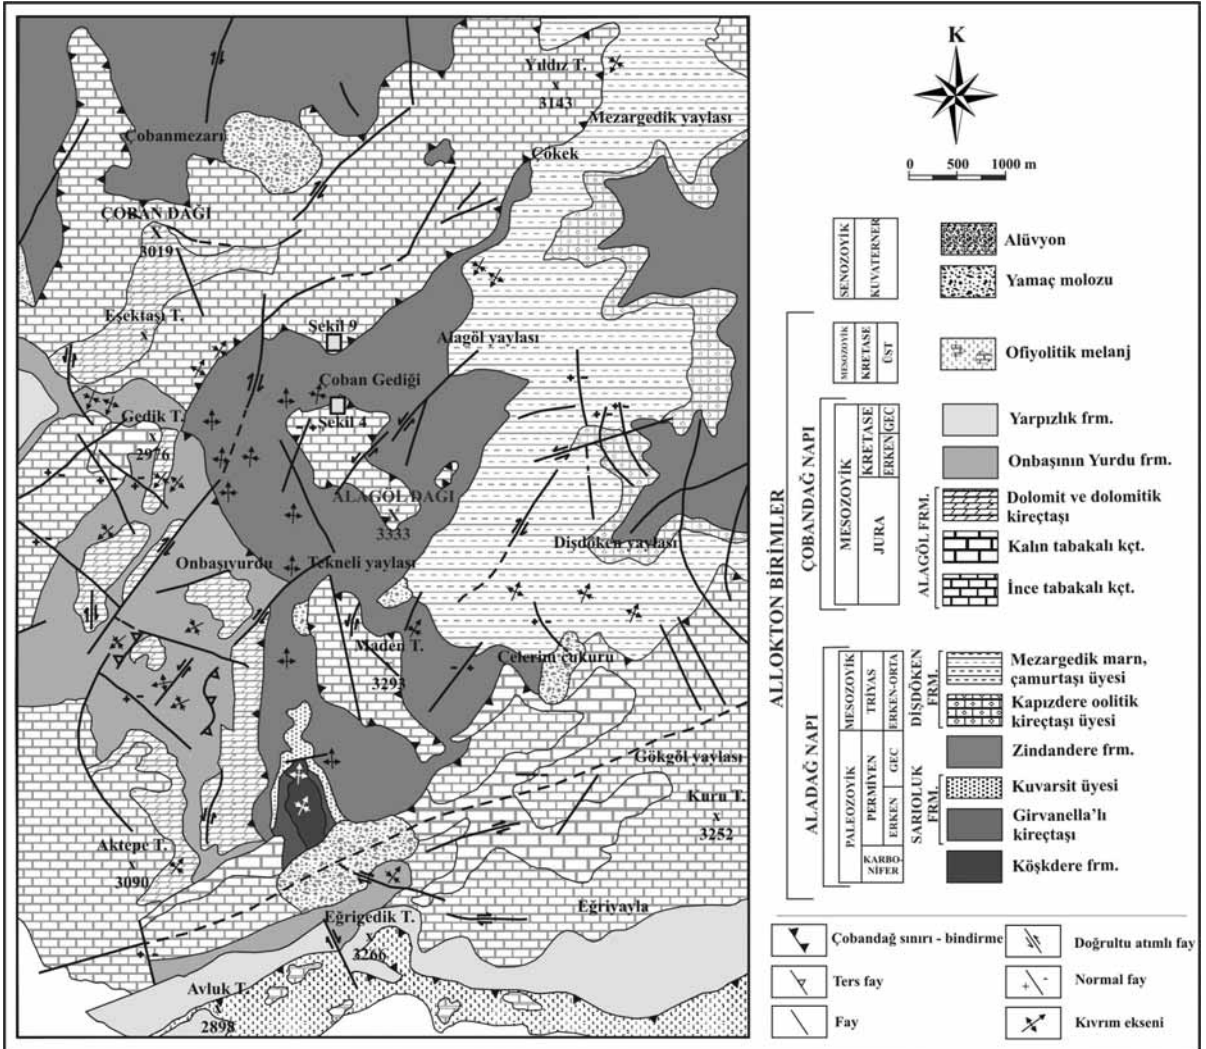 Yıldız T.
x
3143
Mezargedik yaylası
Çobanmezarı
Çökek
ÇOBAN DAĞI
X
3019
Eşektaşı T.
x
Şekil 9
Alagöl yaylası
Çoban Gediği
Şekil 4
Gedik T.
x
2976
ALAGÖL DAĞI
X
3333
Dişdöken yaylası
Onbaşıyurdu
Tekneli yaylası
Maden T.
x
3293
Çelerim çukuru
Gökgöl yaylası
Kuru T.
x
3252
Aktepe T.
x
3090
Eğriyayla
Eğrigedik T.
x
3266
Avluk T.
x
2898
K
0 500 1000 m
SENOZOYİK
KUVATERNER
Alüvyon
Yamaç molozu
ALLOKTON BİRİMLER
MESOZOYİK
KRETASE
ÜST
Ofiyolitik melanj
ÇOBANDAĞ NAPI
MESOZOYİK
KRETASE
ERKEN GEC
JURA
Yarpızlık frm.
Onbaşının Yurdu frm.
ALAGÖL FRM.
Dolomit ve dolomitik
kireçtaşı
Kalın tabakalı kçt.
İnce tabakalı kçt.
ALADAĞ NAPI
MESOZOYİK
TRİYAS
ERKEN-ORTA
DİŞDÖKEN
FRM.
Mezargedik marn,
çamurtaşı üyesi
Kapızdere oolitik
kireçtaşı üyesi
PALEOZOYİK
PERMİYEN
ERKEN GEC
KARBO-
NİFER
Zindandere frm.
SARIOLUK
FRM.
Kuvarsit üyesi
Girvanella'lı
kireçtaşı
Köşkdere frm.
Çobandağ sınırı - bindirme
Doğrultu atımlı fay
Ters fay
Normal fay
Fay
Kıvrım ekseni